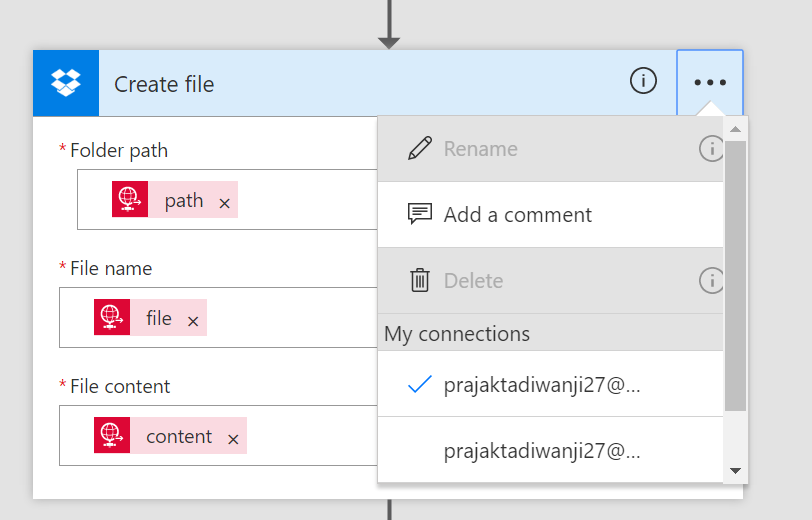 Create file
* Folder path
path ×
* File name
file ×
* File content
content ×
Rename
Add a comment
Delete
My connections
prajaktadiwanji27@...
prajaktadiwanji27@...